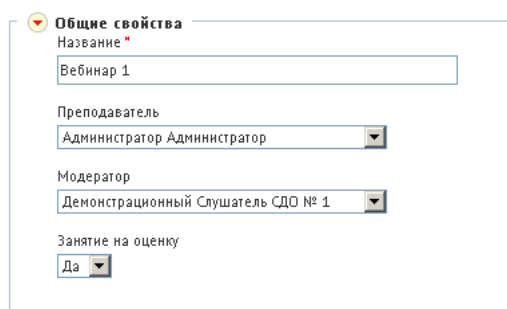 Общие свойства
Название *
Вебинар 1
Преподаватель
Администратор Администратор
Модератор
Демонстрационный Слушатель СДО № 1
Занятие на оценку
Да